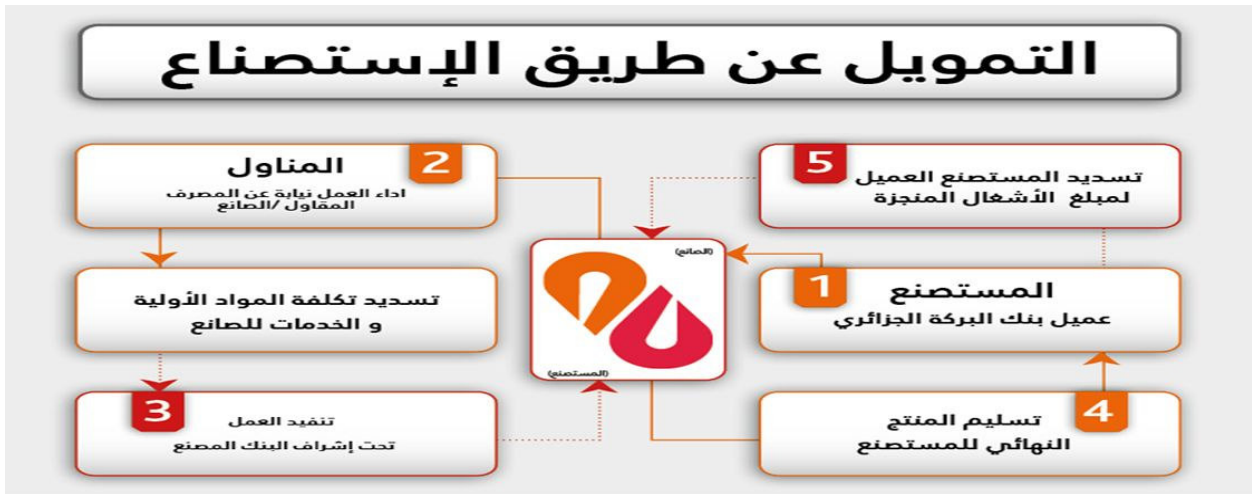 التمويل عن طريق الإستصناع
5
تسديد المستصنع العميل
لمبلغ الأشغال المنجزة
2
المناول
اداء العمل نيابة عن المصرف
المقاول /الصانع
(الصانع)
1
المستصنع
عميل بنك البركة الجزائري
تسديد تكلفة المواد الأولية
و الخدمات للصانع
(المستصنع)
4
تسليم المنتج
النهائي للمستصنع
3
تنفيد العمل
تحت إشراف البنك المصنع